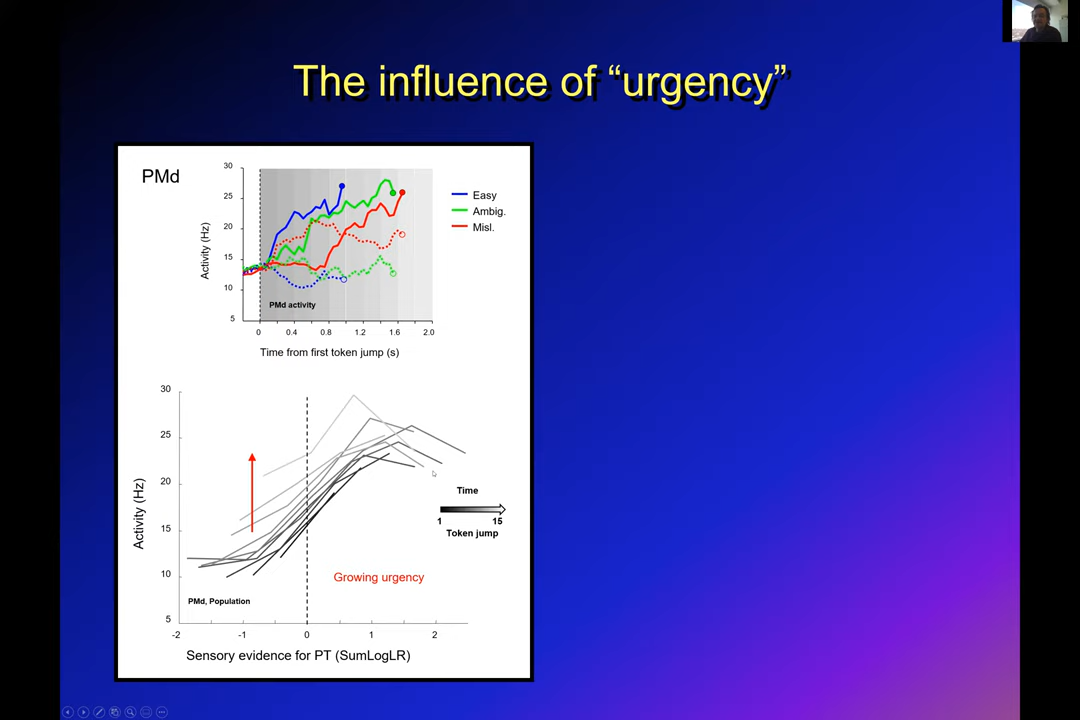 The influence of “urgency”
PMd
30
25
20
15
10
5
Activity (Hz)
PMd activity
0 0.4 0.8 1.2 1.6 2.0
Time from first token jump (s)
Easy
Ambig.
Misl.
30
25
20
15
10
5
Activity (Hz)
Time
1 15
Token jump
Growing urgency
PMd, Population
-2 -1 0 1 2
Sensory evidence for PT (SumLogLR)